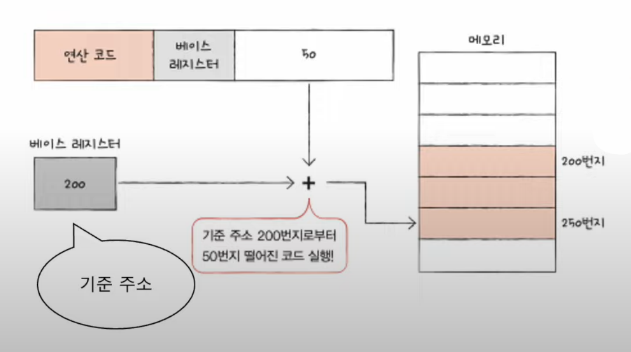 연산 코드
베이스
레지스터
50
메모리
베이스 레지스터
200
+
200번지
250번지
기준 주소 200번지로부터
50번지 떨어진 코드 실행!
기준 주소